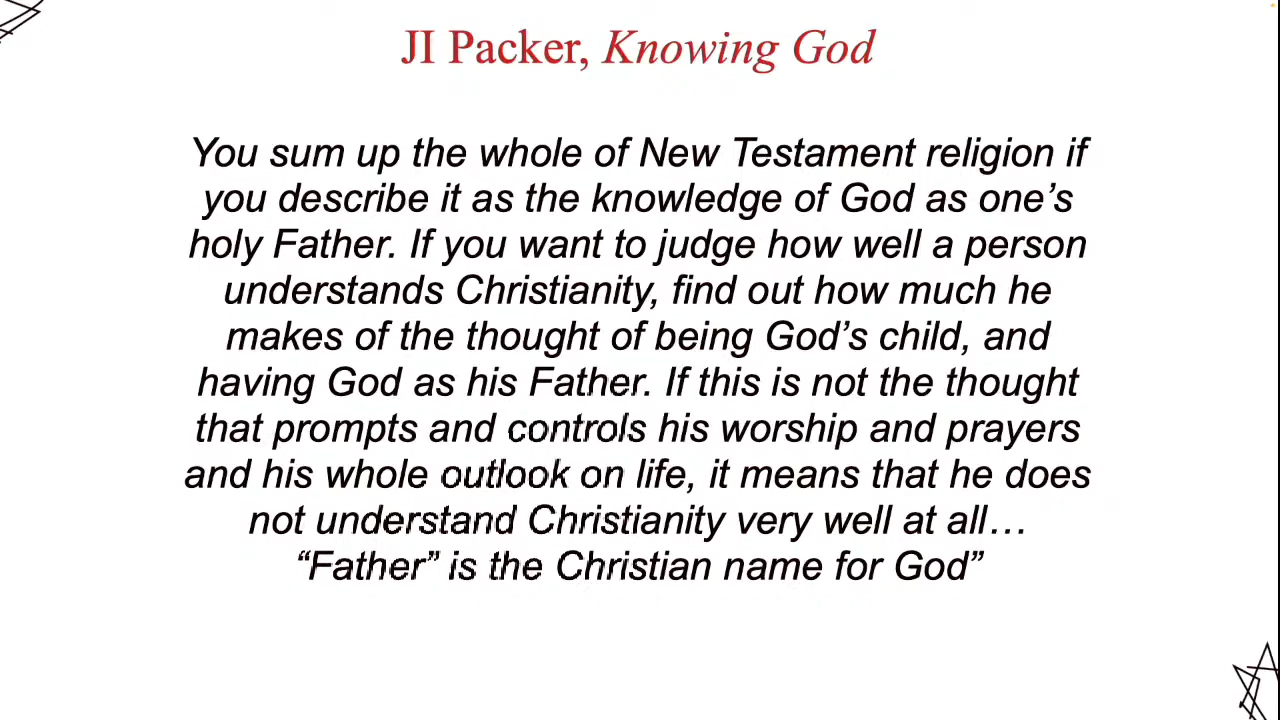 JI Packer, Knowing God
You sum up the whole of New Testament religion if
you describe it as the knowledge of God as one’s
holy Father. If you want to judge how well a person
understands Christianity, find out how much he
makes of the thought of being God’s child, and
having God as his Father. If this is not the thought
that prompts and controls his worship and prayers
and his whole outlook on life, it means that he does
not understand Christianity very well at all…
“Father” is the Christian name for God”